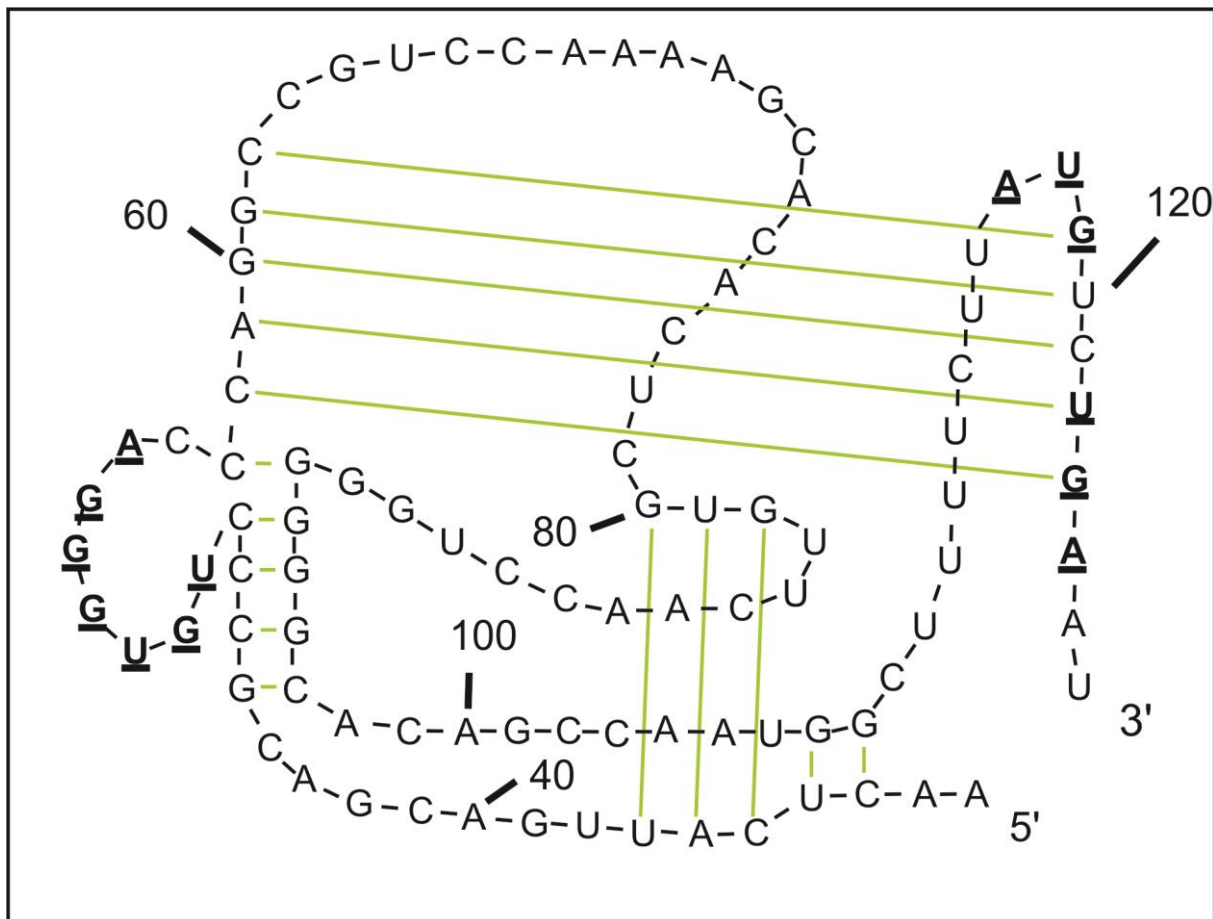 5'
A-A-C-U-C-A-U-U-G-A
40
C-G-A-C-G-C-C-C-U-G-U-G-G-G-A-C-C-C-A-G
60
G-C-C-G-U-C-C-A-A-A-A-G-C-A-C-A-C-U-C-G
80
U-G-U-U-C-A-A-C-C-U-G-G-G-G-G-G-C-A-C-A
100
G-C-C-A-A-U-G-G-C-U-U-U-U-C-U-U-A-U-G-U
120
C-U-G-A-A-U
3'